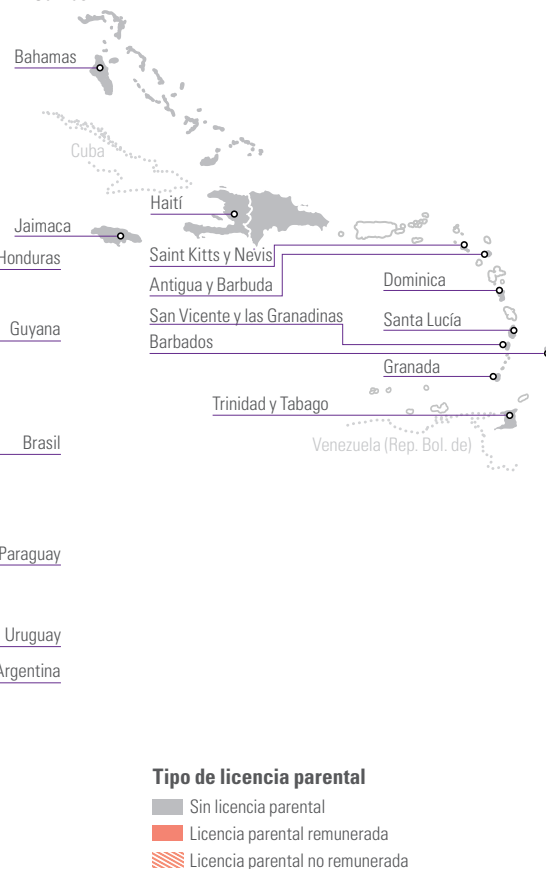 Bahamas
Cuba
Haití
Jaimaca
Honduras
Saint Kitts y Nevis
Antigua y Barbuda
Dominica
San Vicente y las Granadinas
Santa Lucía
Guyana
Barbados
Granada
Trinidad y Tabago
Brasil
Venezuela (Rep. Bol. de)
Paraguay
Uruguay
Argentina
Tipo de licencia parental
Sin licencia parental
Licencia parental remunerada
Licencia parental no remunerada